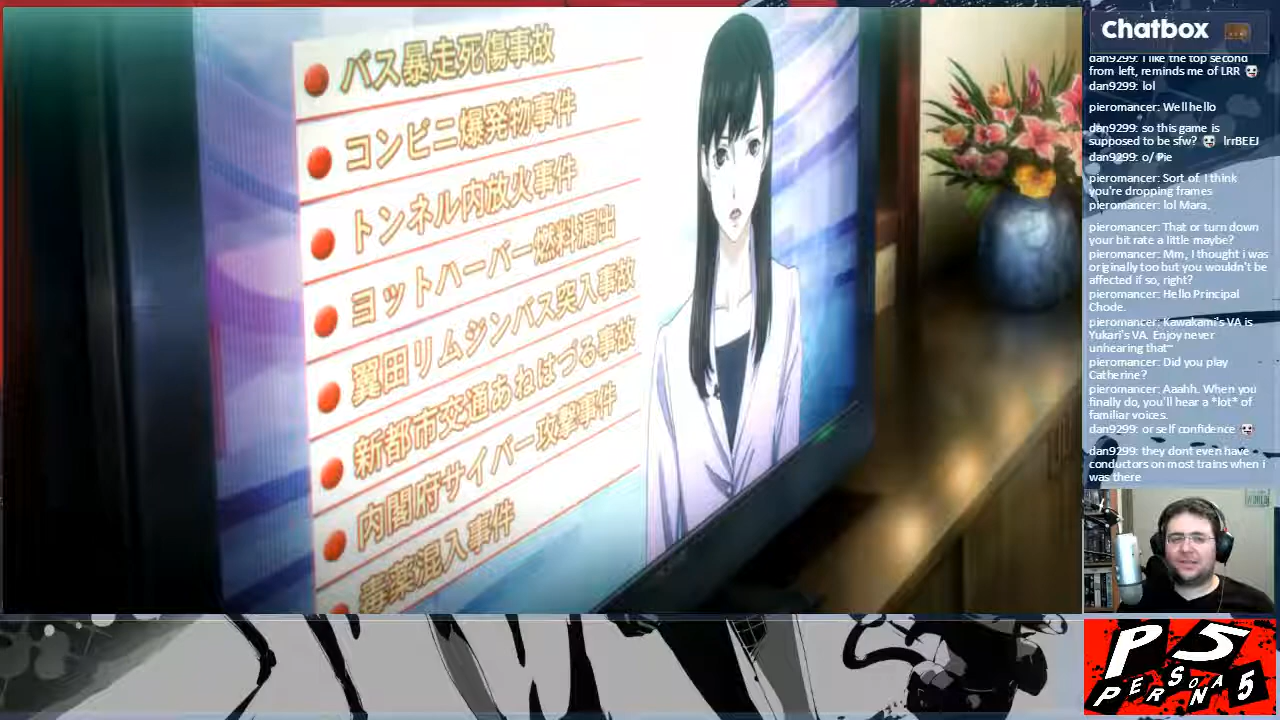 バス暴走死傷事故
コンビニ爆発物事件
トンネル内放火事件
ヨットハーバー燃料漏出
翼田リムジンバス突入事故
新都市交通あねはづる事故
内閣府サイバー攻撃事件
毒薬混入事件
Chatbox
dan9299: I like the top second
from left, reminds me of LRR
dan9299: lol
pieromancer: Well hello
dan9299: so this game is
supposed to be sfw? lrrBEEJ
dan9299: o/ Pie
pieromancer: Sort of. I think
you're dropping frames
pieromancer: lol Mara.
pieromancer: That or turn down
your bit rate a little maybe?
pieromancer: Mm, I thought i was
originally too but you wouldn't be
affected if so, right?
pieromancer: Hello Principal
Chode.
pieromancer: Kawakami's VA is
Yukari's VA. Enjoy never
unhearing that~
pieromancer: Did you play
Catherine?
pieromancer: Aaahh. When you
finally do, you'll hear a *lot* of
familiar voices.
dan9299: or self confidence
dan9299: they dont even have
conductors on most trains when i
was there
WORLD
P5
PERSONA5